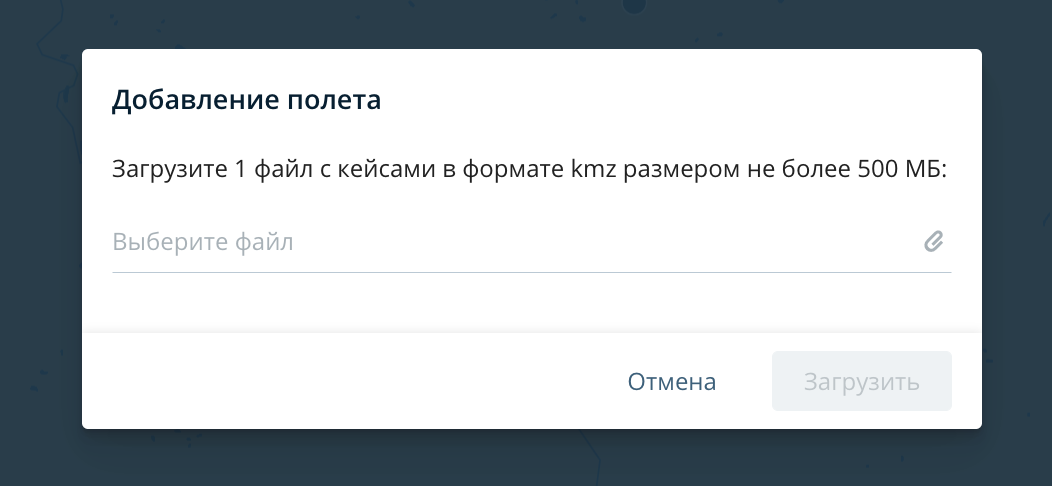 Добавление полета
Загрузите 1 файл с кейсами в формате kmz размером не более 500 МБ:
Выберите файл
Отмена
Загрузить